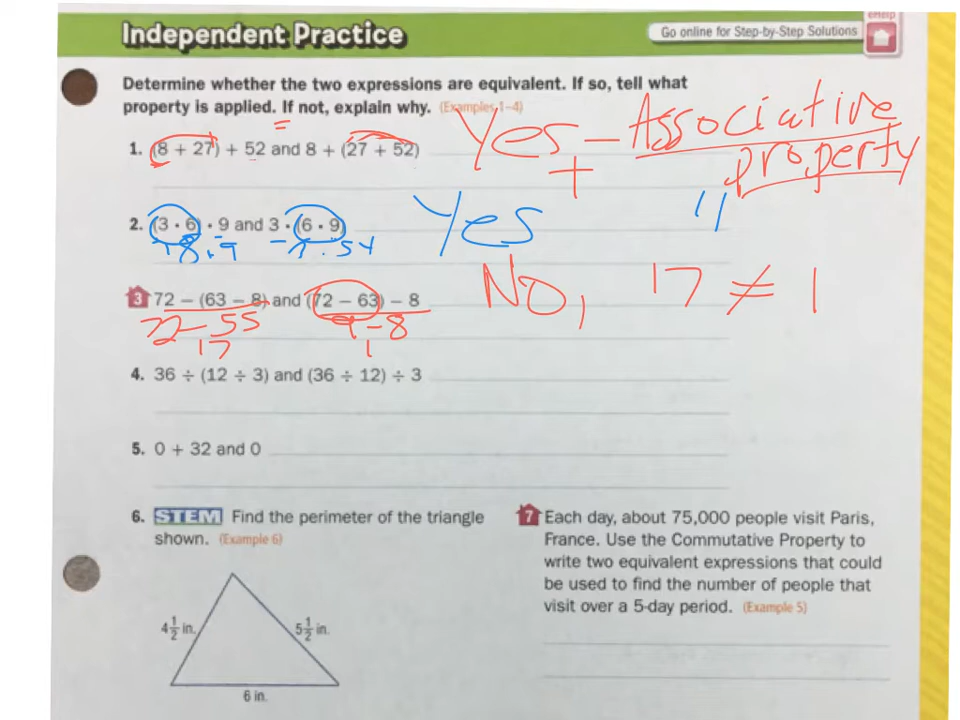 Independent Practice
Go online for Step-by-Step Solutions
eHelp
Determine whether the two expressions are equivalent. If so, tell what
property is applied. If not, explain why. (Examples 1–4)
=
1. (8 + 27) + 52 and 8 + (27 + 52)
Yes – Associative
property
+
2. (3 • 6) • 9 and 3 • (6 • 9)
18.9
54
Yes
"
3 72 – (63 – 8) and (72 – 63) – 8
72 – 55
9 – 8
17
1
No, 17 ≠ 1
4. 36 ÷ (12 ÷ 3) and (36 ÷ 12) ÷ 3
5. 0 + 32 and 0
6. STEM Find the perimeter of the triangle
shown. (Example 6)
4 1/2 in.
5 1/2 in.
6 in.
7 Each day, about 75,000 people visit Paris,
France. Use the Commutative Property to
write two equivalent expressions that could
be used to find the number of people that
visit over a 5-day period. (Example 5)